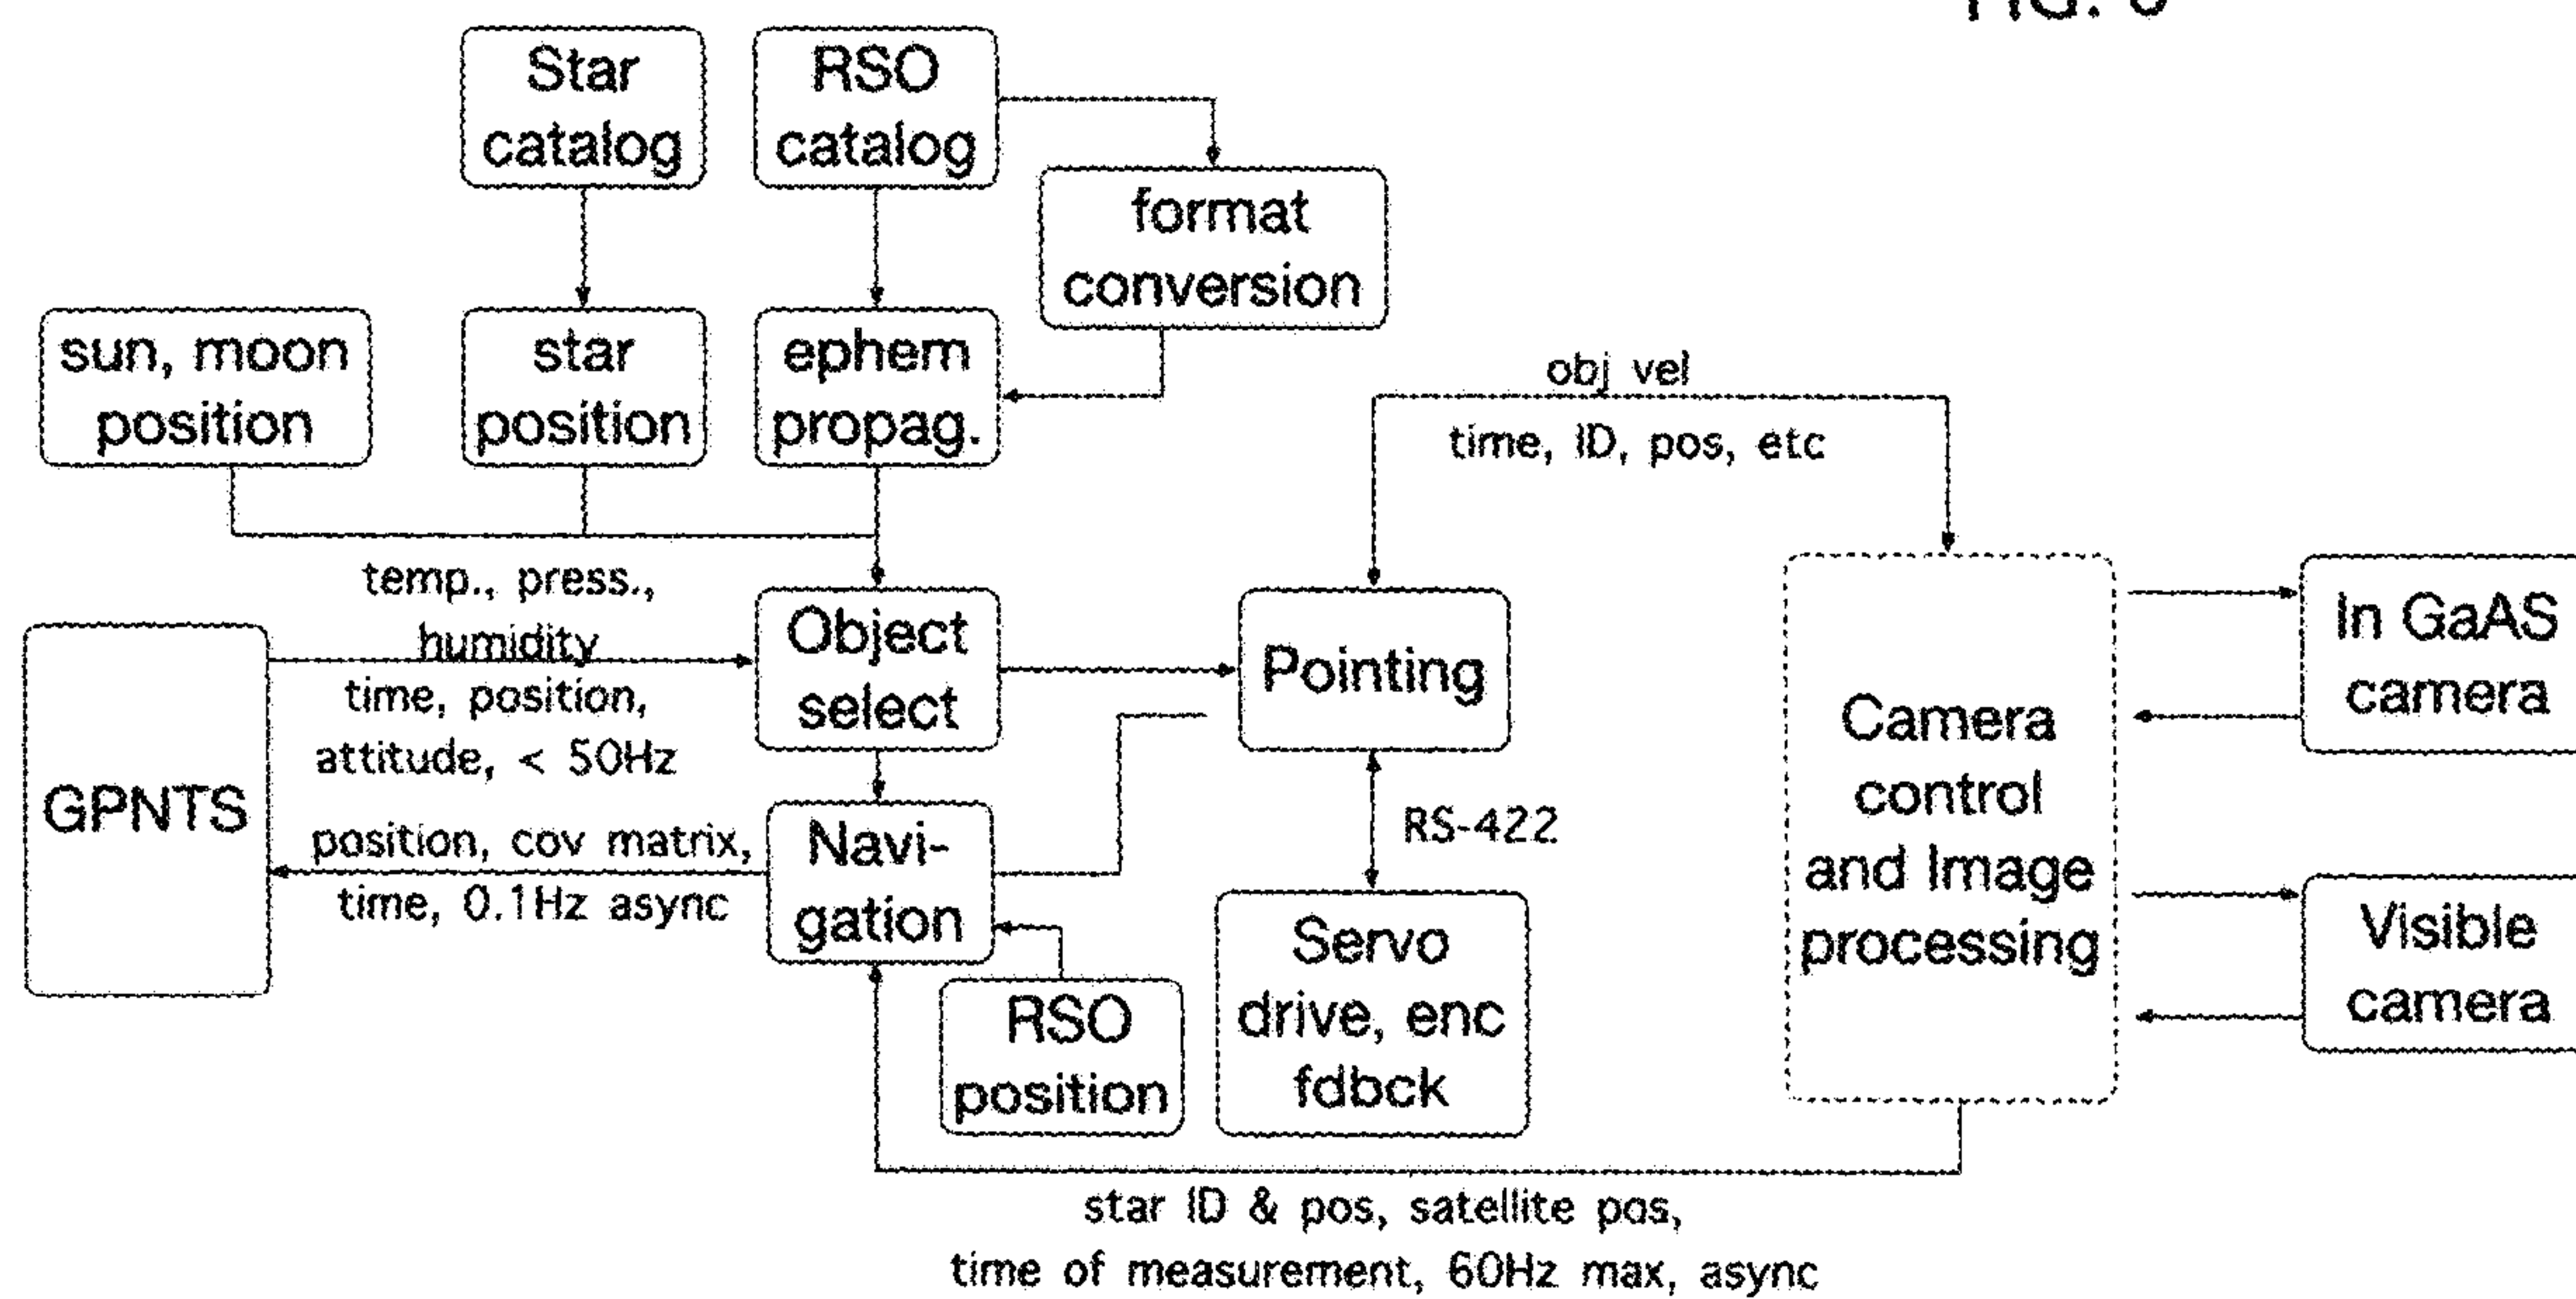 Star
catalog
RSO
catalog
format
conversion
sun, moon
position
star
position
ephem
propag.
obj vel
time, ID, pos, etc
temp., press.,
humidity
time, position,
attitude, < 50Hz
GPNTS
position, cov matrix,
time, 0.1Hz async
Object
select
Pointing
Navi-
gation
RS-422
RSO
position
Servo
drive, enc
fdbck
Camera
control
and Image
processing
In GaAS
camera
Visible
camera
star ID & pos, satellite pos,
time of measurement, 60Hz max, async